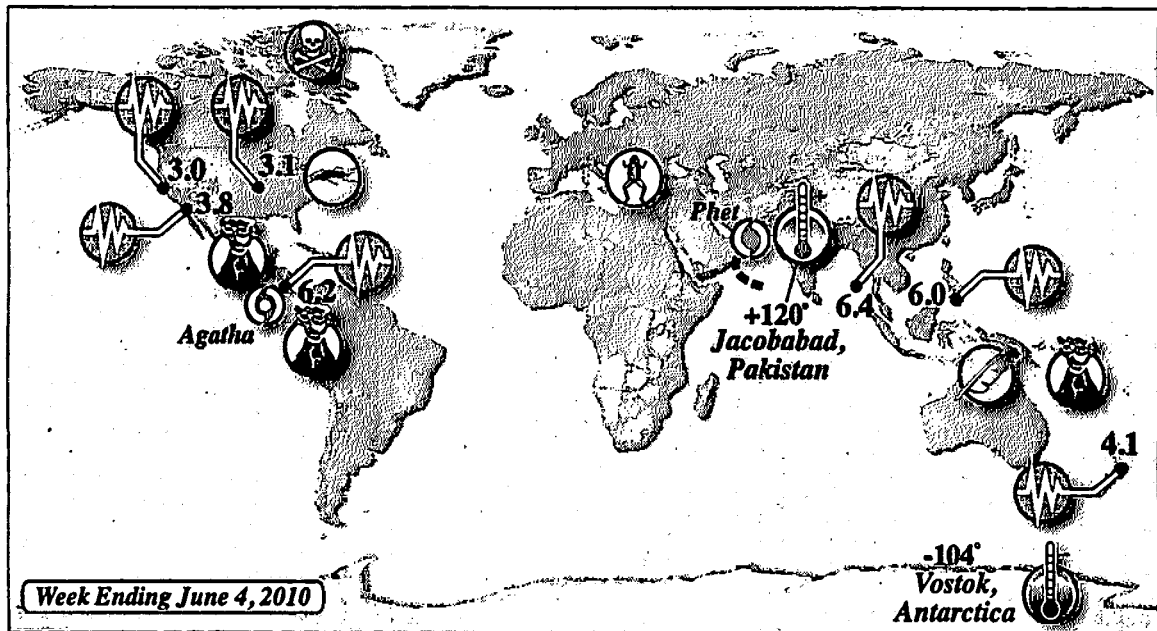 3.0
3.1
3.8
Phet
6.2
Agatha
+120°
Jacobabad,
Pakistan
6.4
6.0
4.1
-104°
Vostok,
Antarctica
Week Ending June 4, 2010